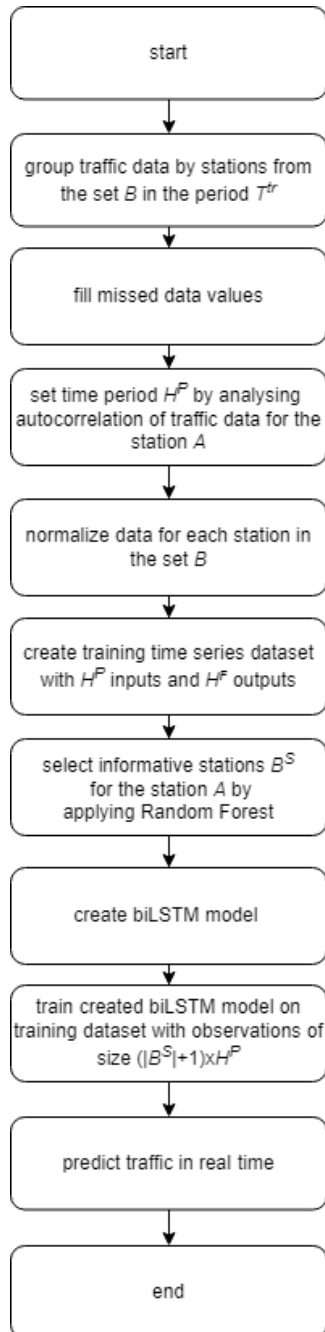 start
group traffic data by stations from
the set B in the period T^tr
fill missed data values
set time period H^P by analysing
autocorrelation of traffic data for the
station A
normalize data for each station in
the set B
create training time series dataset
with H^P inputs and H^F outputs
select informative stations B^S
for the station A by
applying Random Forest
create biLSTM model
train created biLSTM model on
training dataset with observations of
size (|B^S|+1)xH^P
predict traffic in real time
end